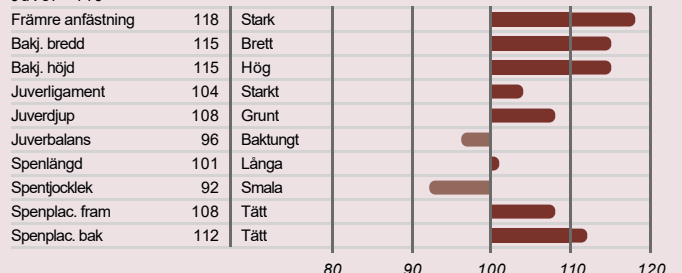 Främre anfästning 118 Stark
Bakj. bredd 115 Brett
Bakj. höjd 115 Hög
Juverligament 104 Starkt
Juverdjup 108 Grunt
Juverbalans 96 Baktungt
Spenlängd 101 Långa
Spentjocklek 92 Smala
Spenplac. fram 108 Tätt
Spenplac. bak 112 Tätt
80 90 100 110 120